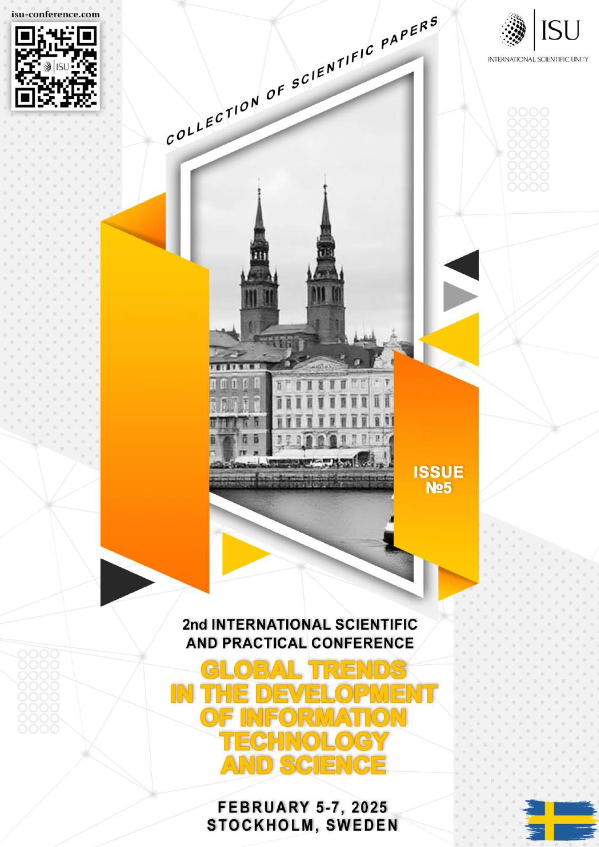 isu-conference.com
ISU
ISU
INTERNATIONAL SCIENTIFIC UNITY
COLLECTION OF SCIENTIFIC PAPERS
ISSUE
№5
2nd INTERNATIONAL SCIENTIFIC
AND PRACTICAL CONFERENCE
GLOBAL TRENDS
IN THE DEVELOPMENT
OF INFORMATION
TECHNOLOGY
AND SCIENCE
FEBRUARY 5-7, 2025
STOCKHOLM, SWEDEN